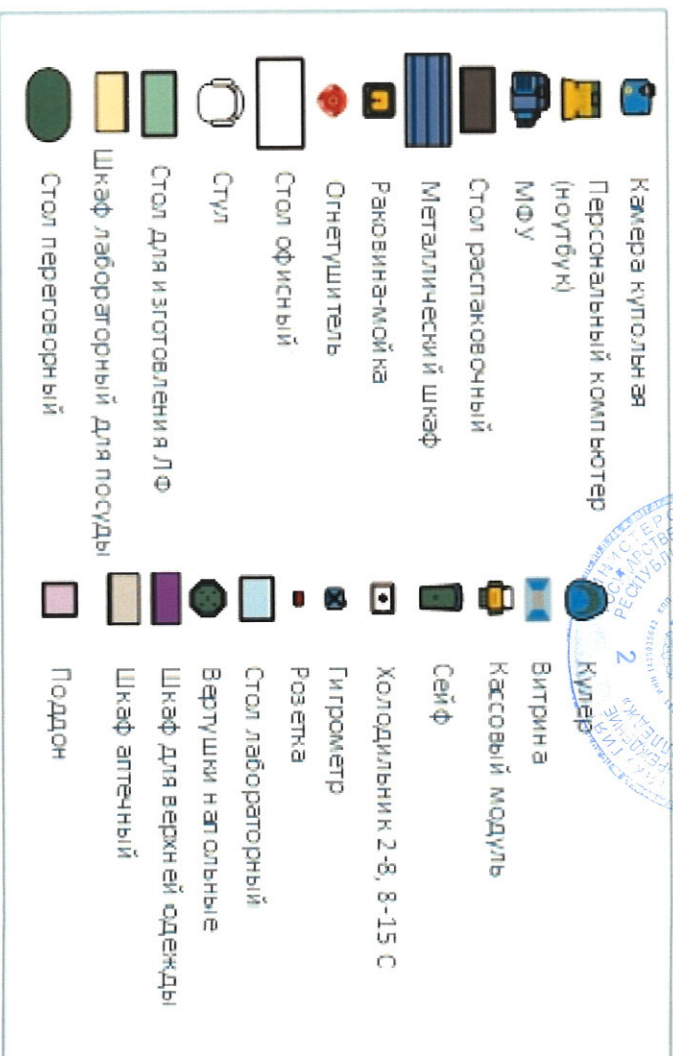 Камера купольная
Персональный компьютер
(ноутбук)
МФУ
Стол распаковочный
Металлический шкаф
Раковина-мойка
Огнетушитель
Стол офисный
Стул
Стол для изготовления ЛФ
Шкаф лабораторный для посуды
Стол переговорный
Кулер
Витрина
Кассовый модуль
Сейф
Холодильник 2-8, 8-15 С
Гигрометр
Розетка
Стол лабораторный
Вертушки напольные
Шкаф для верхней одежды
Шкаф аптечный
Поддон
2